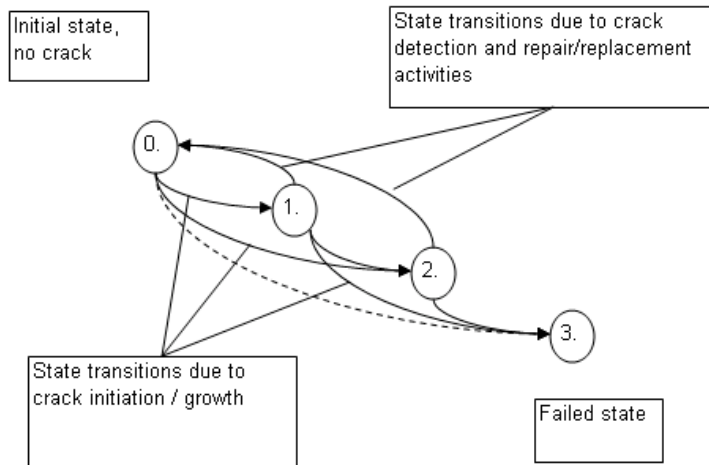 Initial state,
no crack
State transitions due to crack
detection and repair/replacement
activities
0.
1.
2.
3.
State transitions due to
crack initiation / growth
Failed state